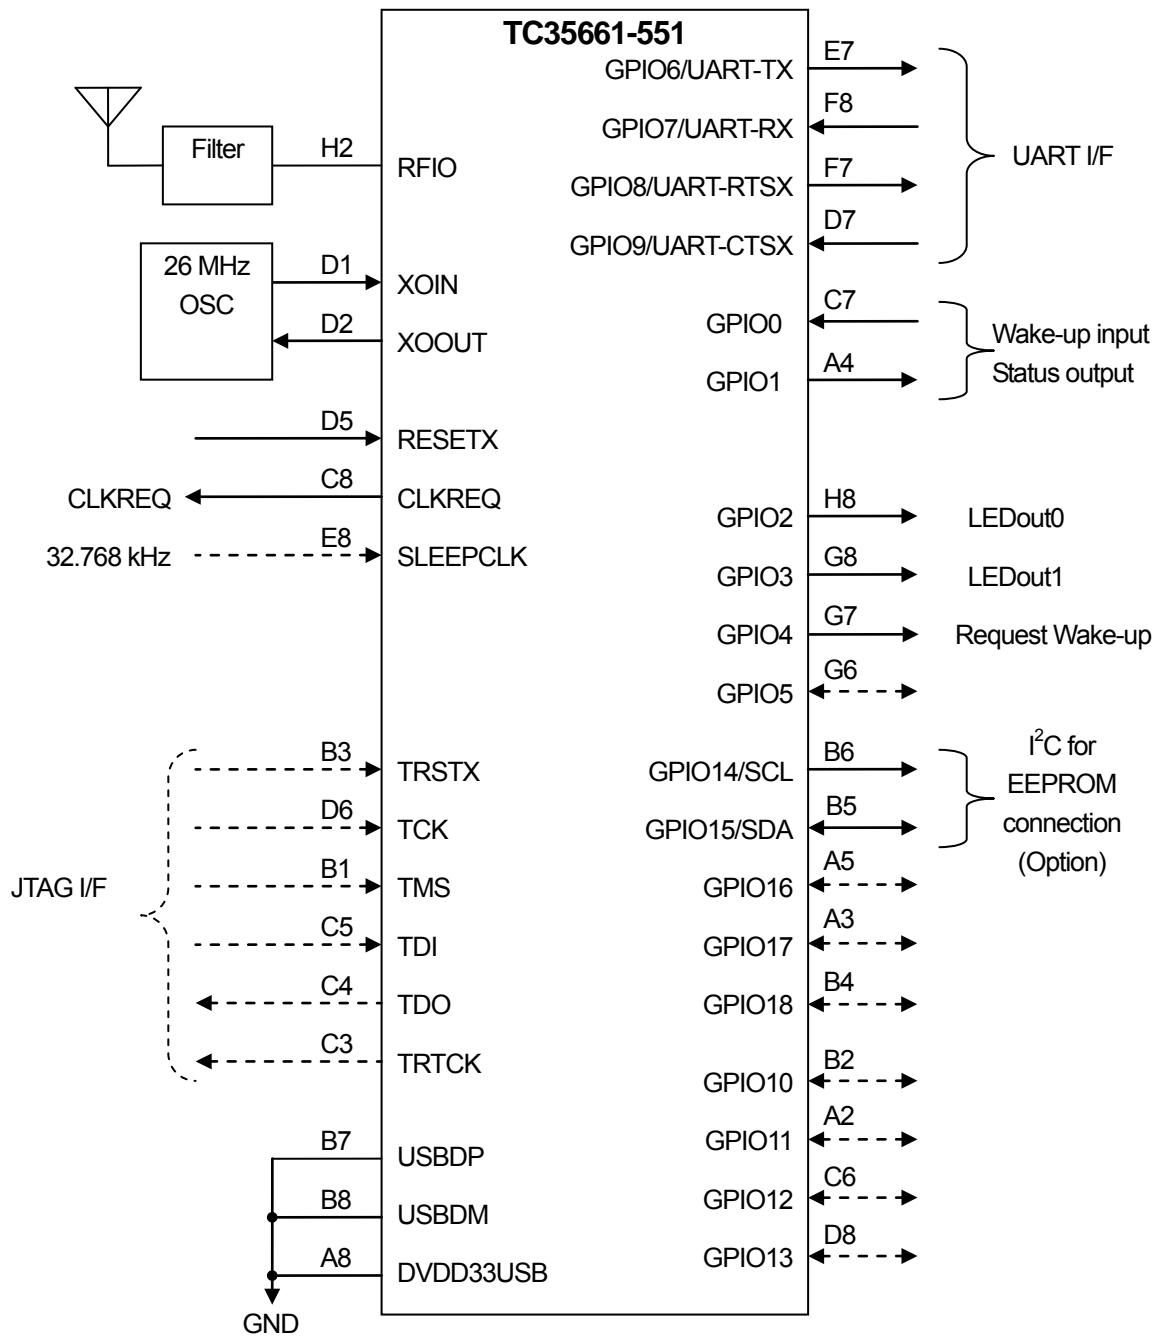 TC35661-551
Filter
H2
RFIO
26 MHz
OSC
D1
XOIN
D2
XOOUT
D5
RESETX
CLKREQ
C8
CLKREQ
32.768 kHz
E8
SLEEPCLK
JTAG I/F
B3
TRSTX
D6
TCK
B1
TMS
C5
TDI
C4
TDO
C3
TRTCK
B7
USBDP
B8
USBDM
A8
DVDD33USB
GND
GPIO6/UART-TX
E7
GPIO7/UART-RX
F8
GPIO8/UART-RTSX
F7
GPIO9/UART-CTSX
D7
UART I/F
GPIO0
C7
GPIO1
A4
Wake-up input
Status output
GPIO2
H8
LEDout0
GPIO3
G8
LEDout1
GPIO4
G7
Request Wake-up
GPIO5
G6
GPIO14/SCL
B6
GPIO15/SDA
B5
I²C for
EEPROM
connection
(Option)
GPIO16
A5
GPIO17
A3
GPIO18
B4
GPIO10
B2
GPIO11
A2
GPIO12
C6
GPIO13
D8